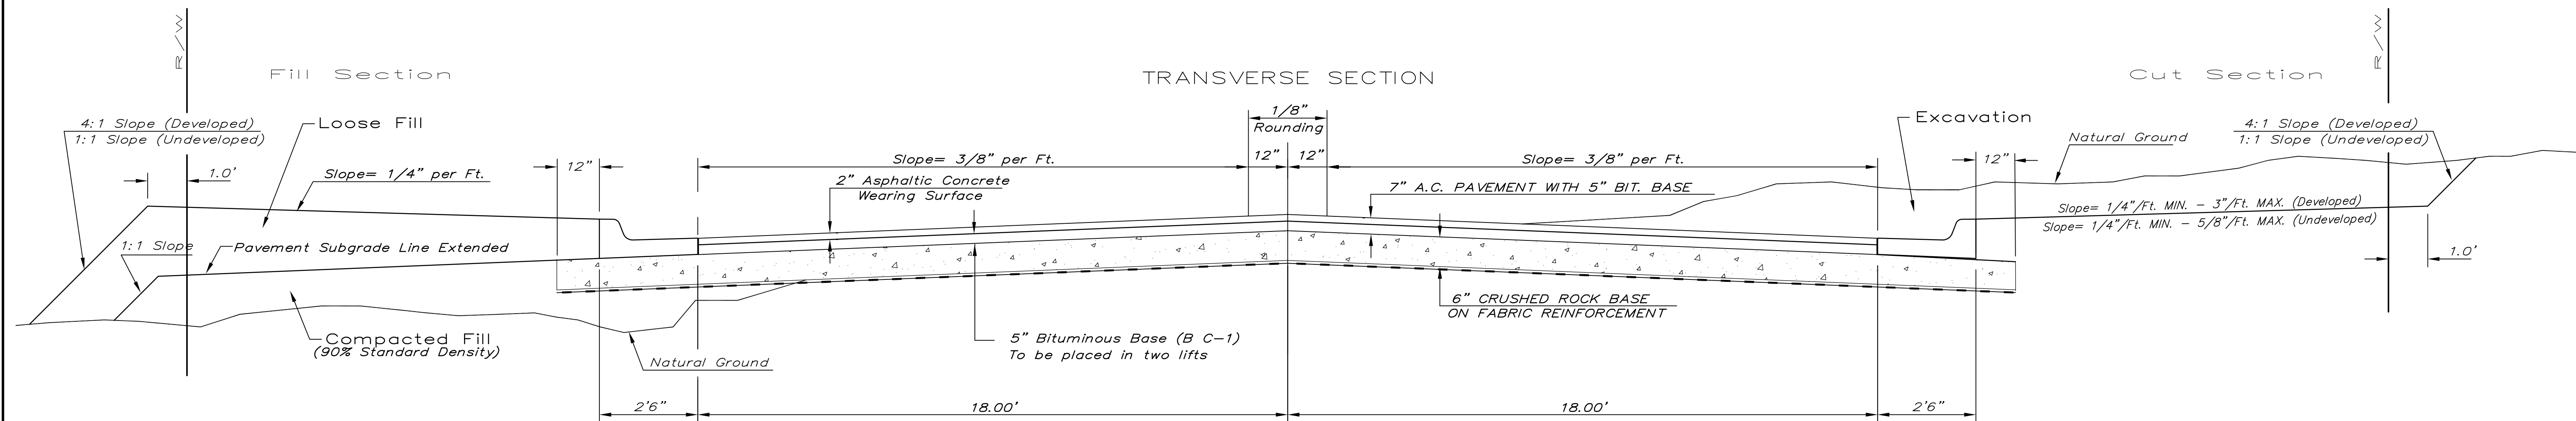 R/W
R/W
Fill Section
TRANSVERSE SECTION
Cut Section
1/8"
Rounding
4:1 Slope (Developed)
1:1 Slope (Undeveloped)
Loose Fill
Excavation
Natural Ground
4:1 Slope (Developed)
1:1 Slope (Undeveloped)
12"
Slope= 3/8" per Ft.
12"
12"
Slope= 3/8" per Ft.
12"
1.0'
Slope= 1/4" per Ft.
2" Asphaltic Concrete
Wearing Surface
7" A.C. PAVEMENT WITH 5" BIT. BASE
Slope= 1/4"/Ft. MIN. - 3"/Ft. MAX. (Developed)
Slope= 1/4"/Ft. MIN. - 5/8"/Ft. MAX. (Undeveloped)
1:1 Slope
Pavement Subgrade Line Extended
1.0'
6" CRUSHED ROCK BASE
ON FABRIC REINFORCEMENT
Compacted Fill
(90% Standard Density)
5" Bituminous Base (B C-1)
To be placed in two lifts
Natural Ground
2'6"
18.00'
18.00'
2'6"